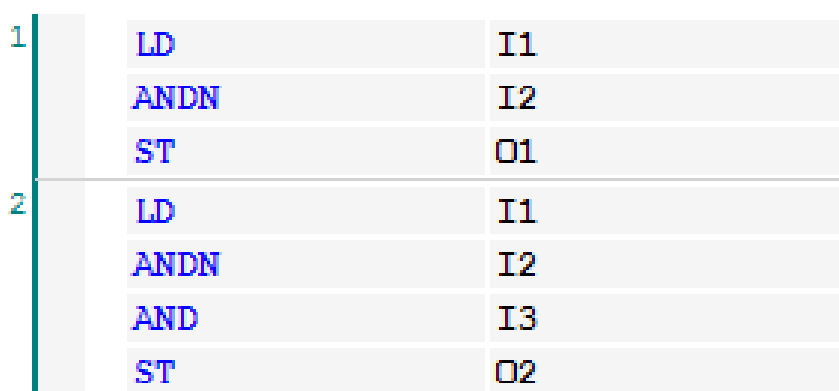 1 LD I1
ANDN I2
ST O1
2 LD I1
ANDN I2
AND I3
ST O2